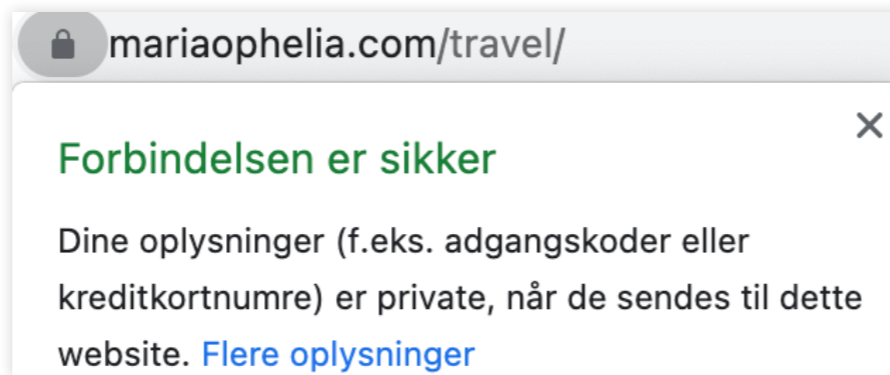 mariaophelia.com/travel/
Forbindelsen er sikker
Dine oplysninger (f.eks. adgangskoder eller
kreditkortnumre) er private, når de sendes til dette
website. Flere oplysninger